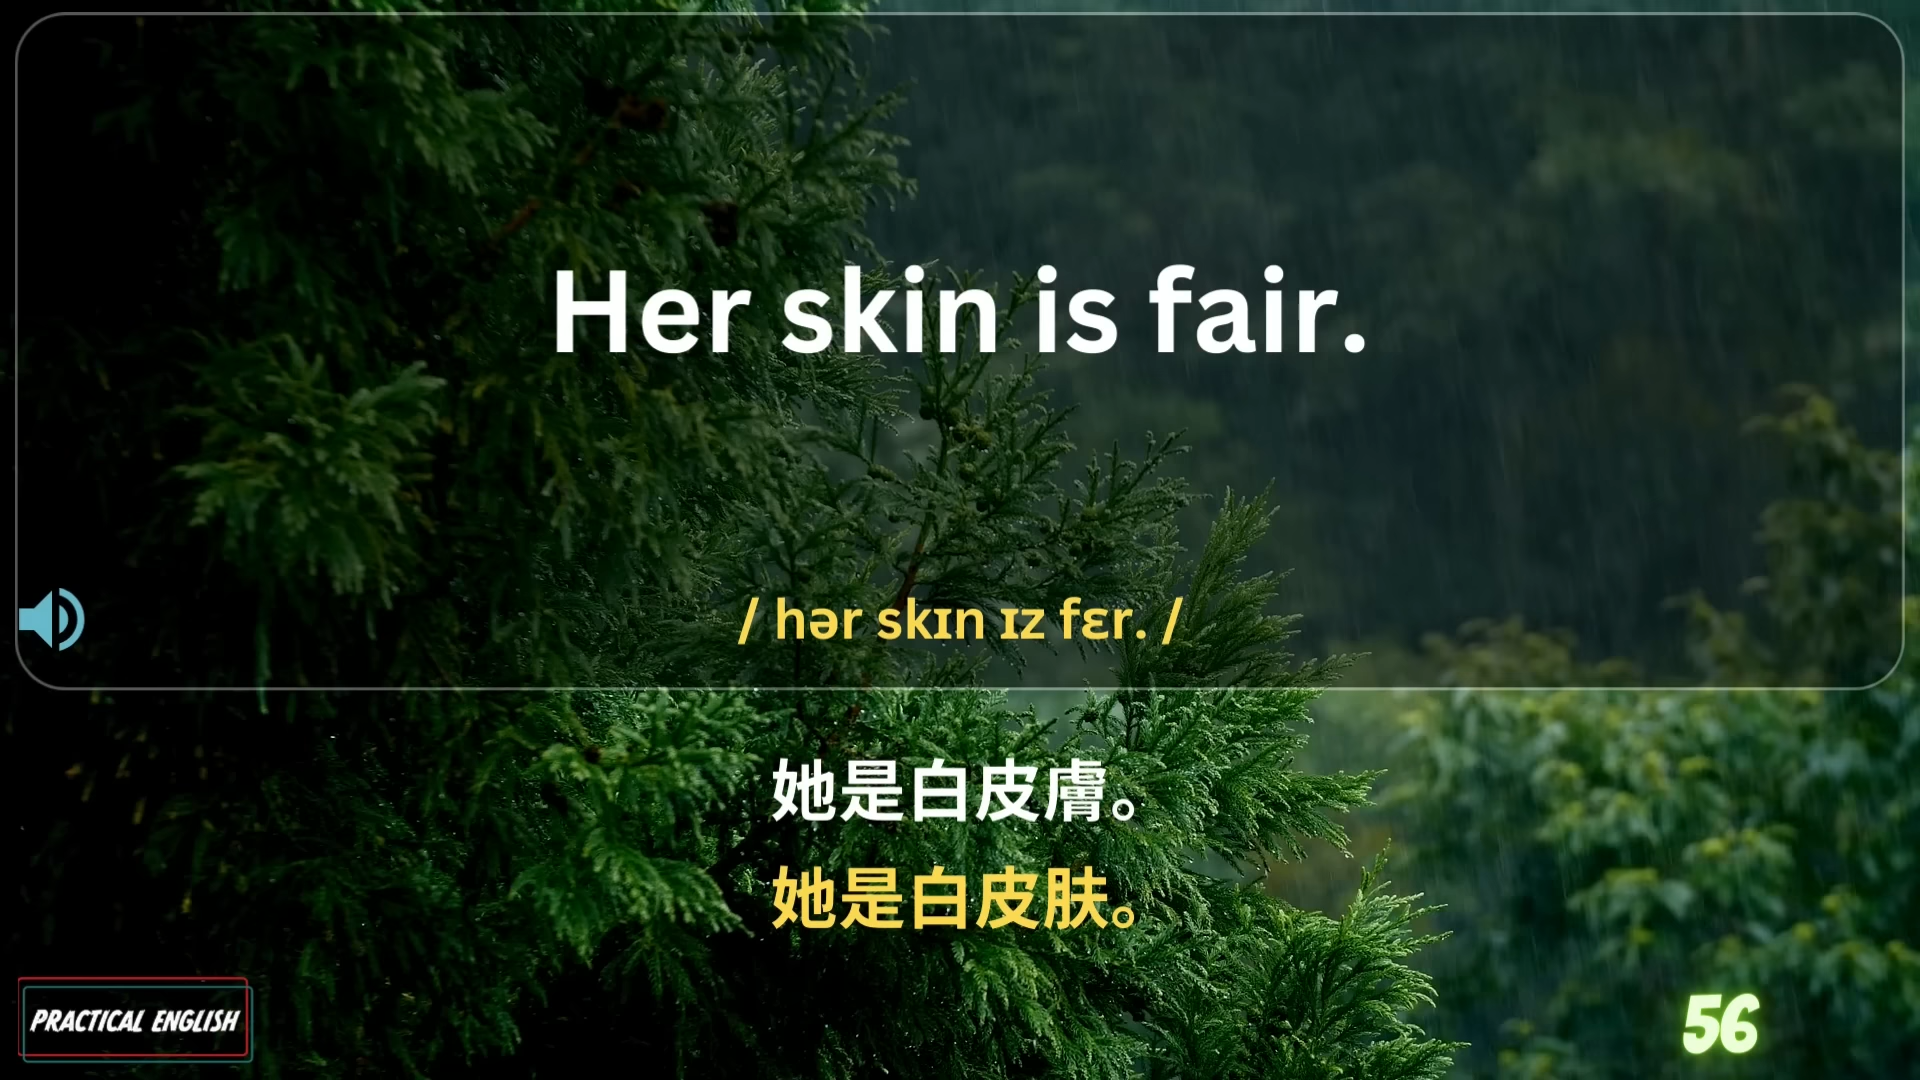 Her skin is fair.
/ hər skɪn ɪz fɛr. /
她是白皮膚。
她是白皮肤。
PRACTICAL ENGLISH
56